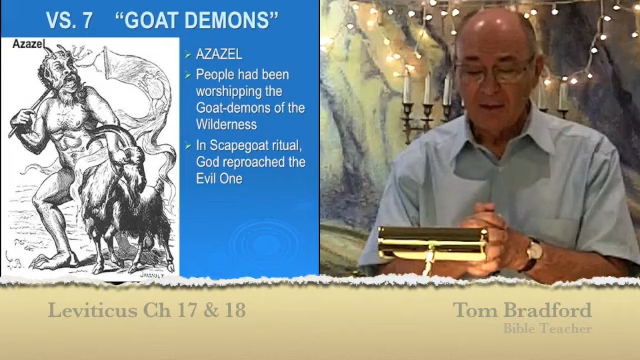 VS. 7 “GOAT DEMONS”
Azazel
➢ AZAZEL
➢ People had been
worshipping the
Goat-demons of the
Wilderness
➢ In Scapegoat ritual,
God reproached the
Evil One
Leviticus Ch 17 & 18
Tom Bradford
Bible Teacher